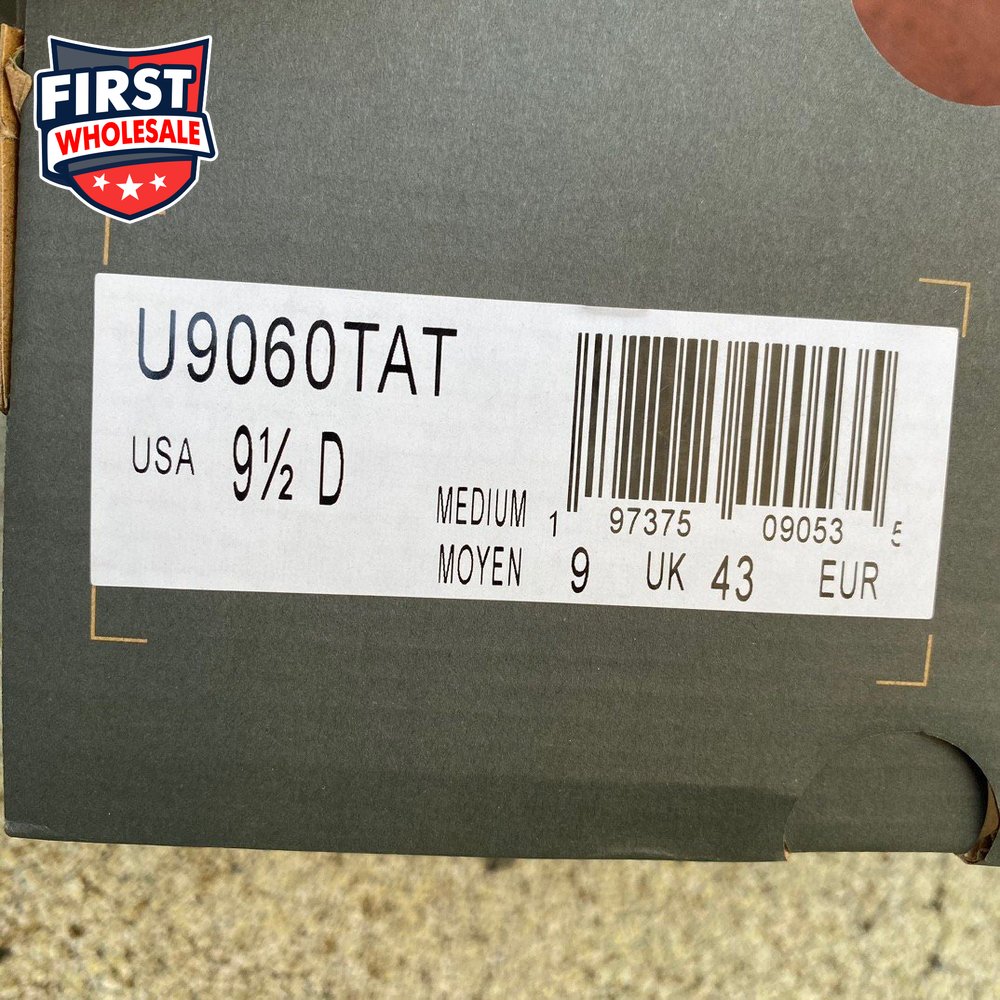 FIRST
WHOLESALE
U9060TAT
USA 9½ D
MEDIUM
MOYEN
1 97375 09053 5
9 UK 43 EUR